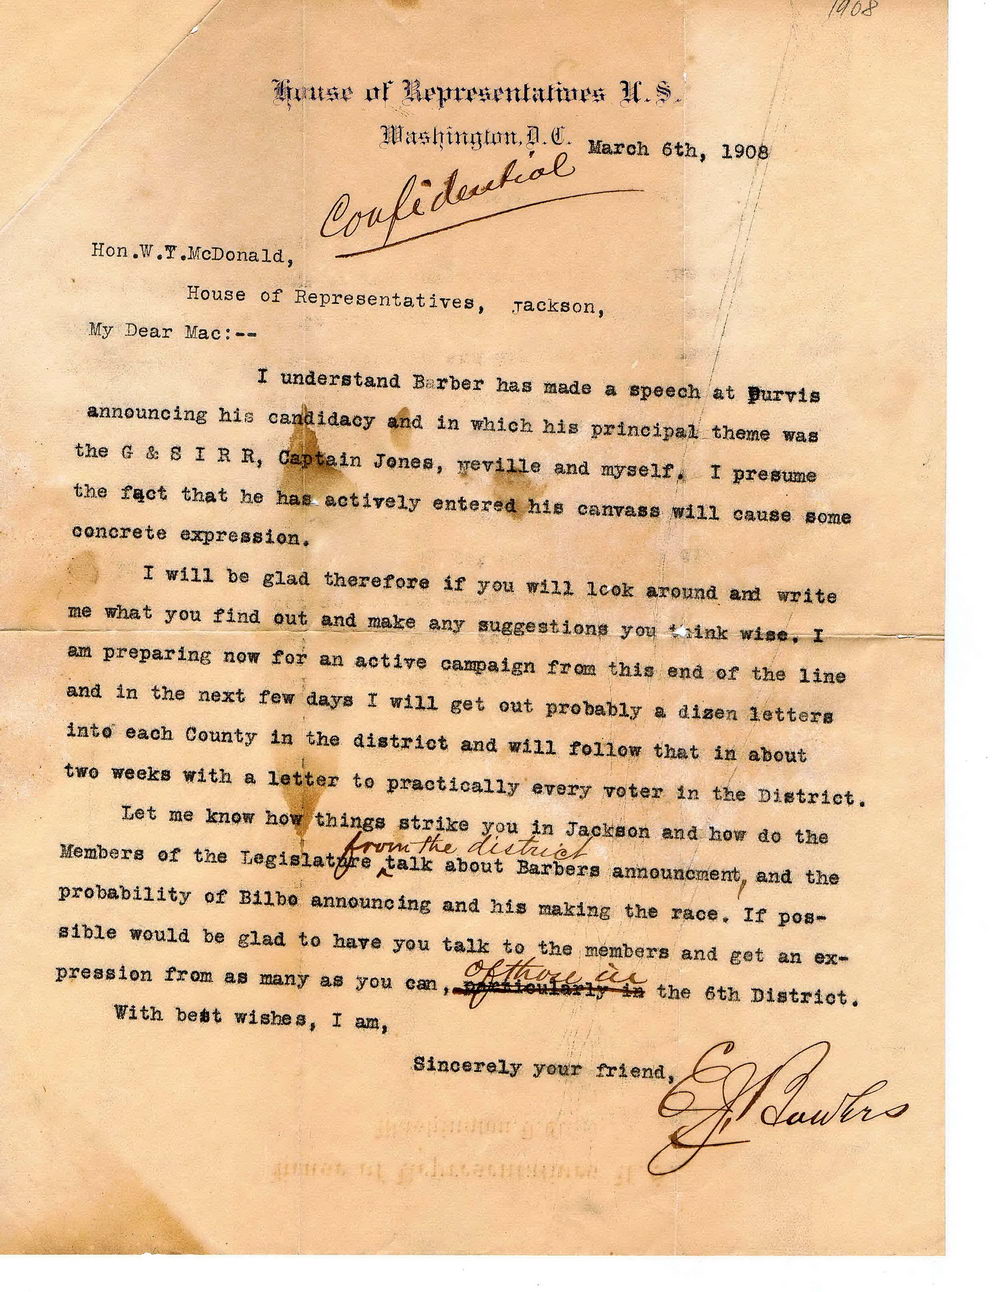 1908
House of Representatives U.S.
Washington, D.C.
March 6th, 1908
Confidential
Hon.W.T.McDonald,
House of Representatives, Jackson,
My Dear Mac:--
I understand Barber has made a speech at Purvis
announcing his candidacy and in which his principal theme was
the G & S I R R, Captain Jones, Neville and myself. I presume
the fact that he has actively entered his canvass will cause some
concrete expression.
I will be glad therefore if you will look around and write
me what you find out and make any suggestions you think wise. I
am preparing now for an active campaign from this end of the line
and in the next few days I will get out probably a dizen letters
into each County in the district and will follow that in about
two weeks with a letter to practically every voter in the District.
Let me know how things strike you in Jackson and how do the
from the district
Members of the Legislature talk about Barbers announcment, and the
probability of Bilbo announcing and his making the race. If pos-
sible would be glad to have you talk to the members and get an ex-
of those in
pression from as many as you can, particularly in the 6th District.
With best wishes, I am,
Sincerely your friend,
E J Bowers